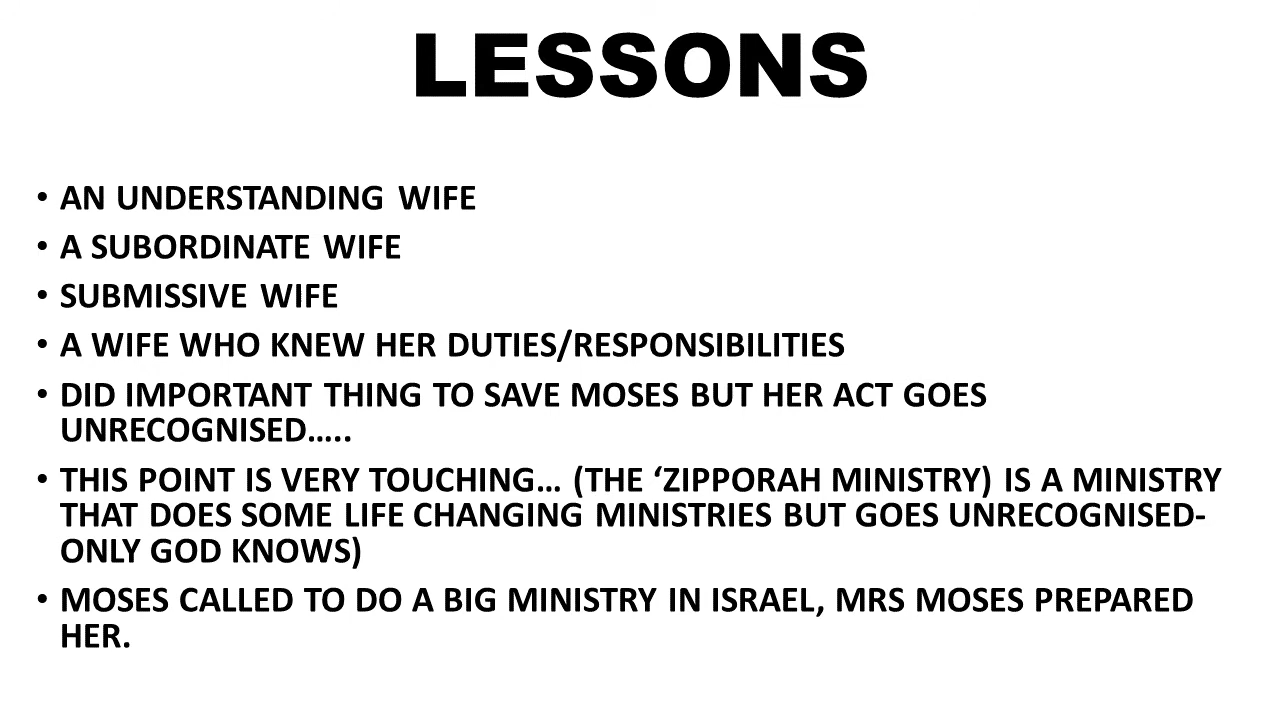 LESSONS
• AN UNDERSTANDING WIFE
• A SUBORDINATE WIFE
• SUBMISSIVE WIFE
• A WIFE WHO KNEW HER DUTIES/RESPONSIBILITIES
• DID IMPORTANT THING TO SAVE MOSES BUT HER ACT GOES
UNRECOGNISED.....
• THIS POINT IS VERY TOUCHING... (THE ‘ZIPPORAH MINISTRY) IS A MINISTRY
THAT DOES SOME LIFE CHANGING MINISTRIES BUT GOES UNRECOGNISED-
ONLY GOD KNOWS)
• MOSES CALLED TO DO A BIG MINISTRY IN ISRAEL, MRS MOSES PREPARED
HER.